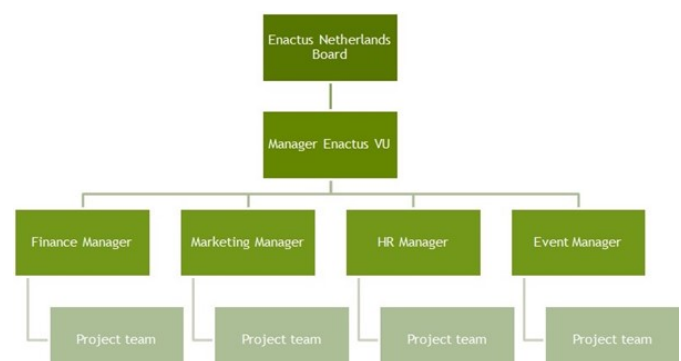 Enactus Netherlands
Board
Manager Enactus VU
Finance Manager
Marketing Manager
HR Manager
Event Manager
Project team
Project team
Project team
Project team